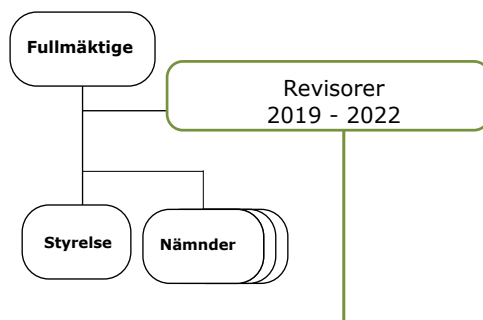 Fullmäktige
Revisorer
2019 - 2022
Styrelse
Nämnder